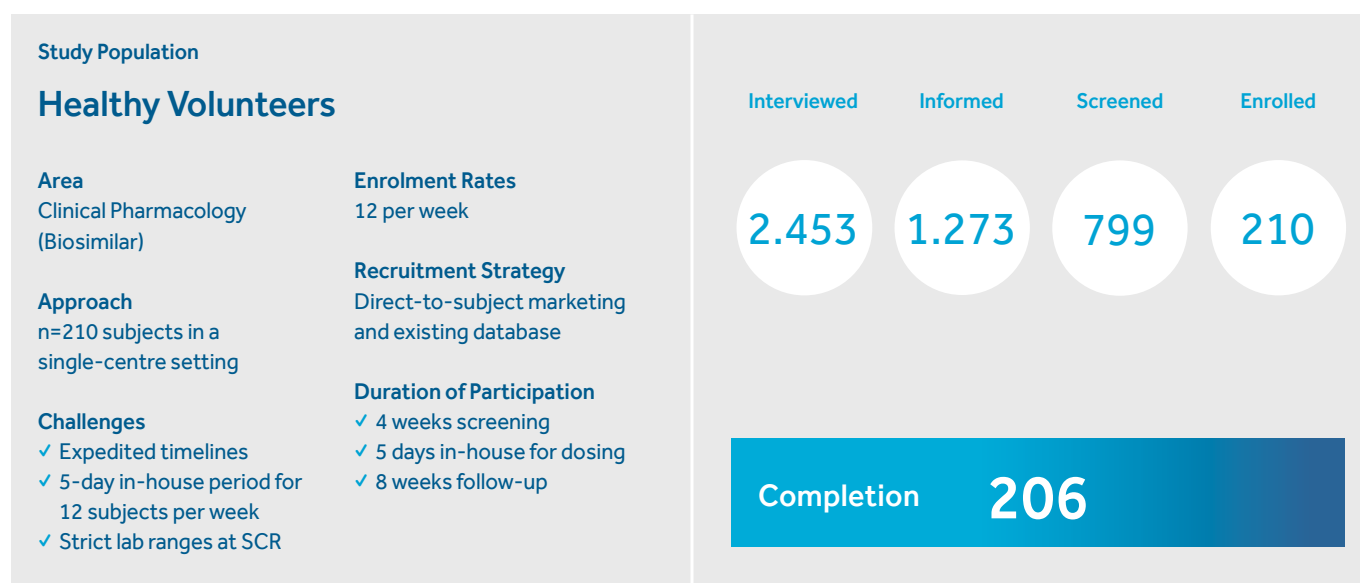 Study Population
Healthy Volunteers
Area
Clinical Pharmacology
(Biosimilar)
Approach
n=210 subjects in a
single-centre setting
Challenges
✓ Expedited timelines
✓ 5-day in-house period for
12 subjects per week
✓ Strict lab ranges at SCR
Enrolment Rates
12 per week
Recruitment Strategy
Direct-to-subject marketing
and existing database
Duration of Participation
✓ 4 weeks screening
✓ 5 days in-house for dosing
✓ 8 weeks follow-up
Interviewed Informed Screened Enrolled
2.453 1.273 799 210
Completion 206